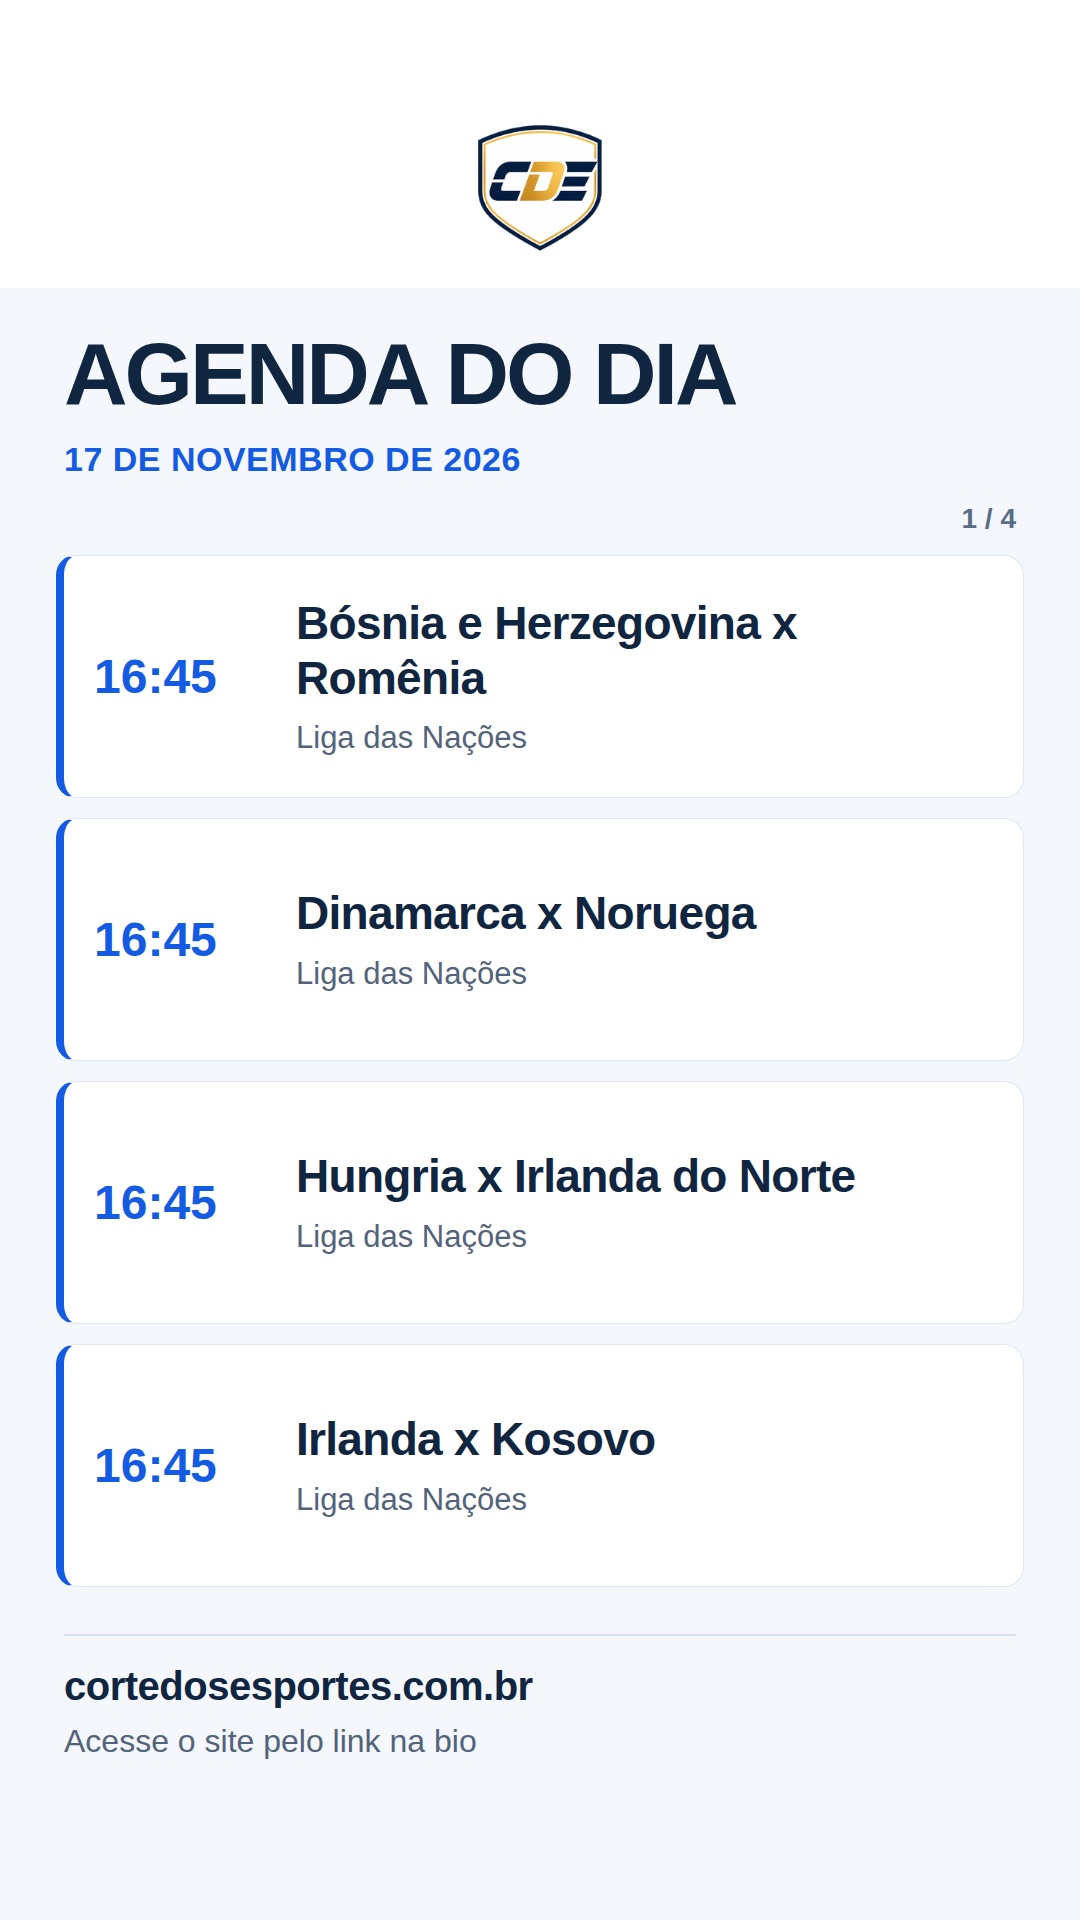 CDE
AGENDA DO DIA
17 DE NOVEMBRO DE 2026
1 / 4
16:45
Bósnia e Herzegovina x
Romênia
Liga das Nações
16:45
Dinamarca x Noruega
Liga das Nações
16:45
Hungria x Irlanda do Norte
Liga das Nações
16:45
Irlanda x Kosovo
Liga das Nações
cortedosesportes.com.br
Acesse o site pelo link na bio